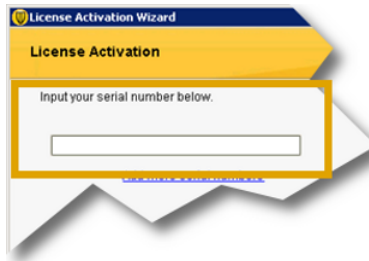 License Activation Wizard
License Activation
Input your serial number below.